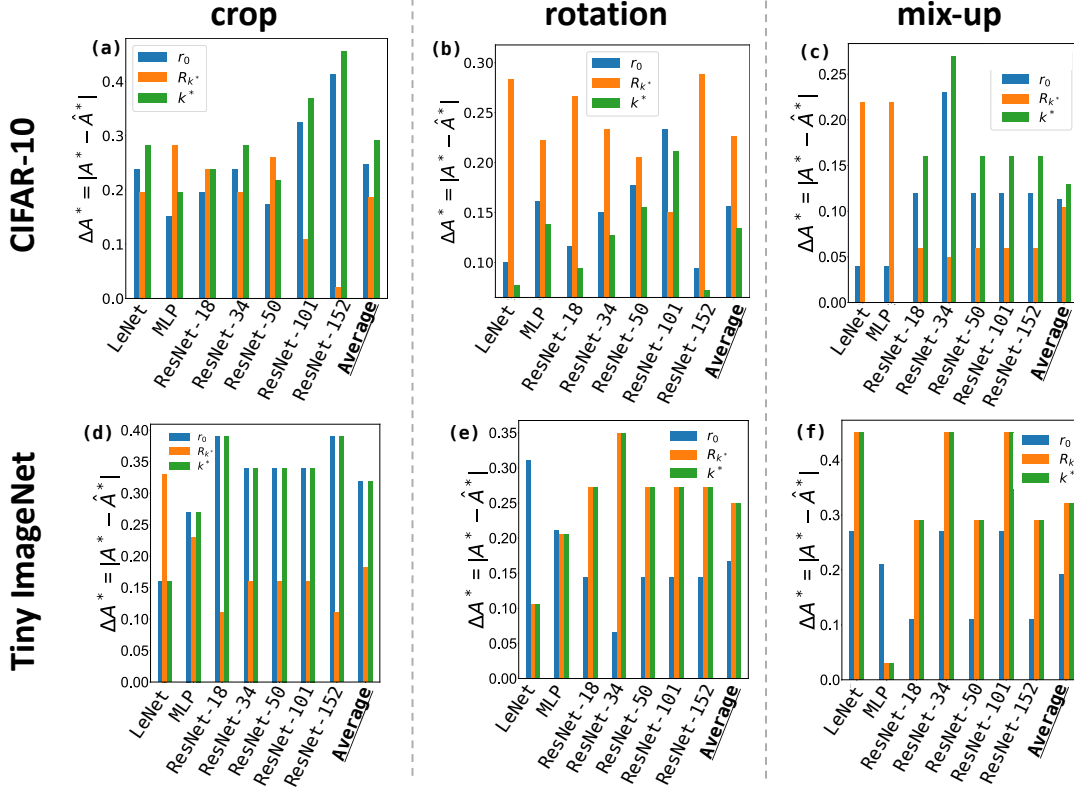 crop
rotation
mix-up
CIFAR-10
(a)
r₀
R_{k*}
k*
ΔA* = |A* − Â*|
0.4
0.3
0.2
0.1
0.0
LeNet
MLP
ResNet-18
ResNet-34
ResNet-50
ResNet-101
ResNet-152
Average
(b)
r₀
R_{k*}
k*
ΔA* = |A* − Â*|
0.30
0.25
0.20
0.15
0.10
LeNet
MLP
ResNet-18
ResNet-34
ResNet-50
ResNet-101
ResNet-152
Average
(c)
r₀
R_{k*}
k*
ΔA* = |A* − Â*|
0.25
0.20
0.15
0.10
0.05
0.00
LeNet
MLP
ResNet-18
ResNet-34
ResNet-50
ResNet-101
ResNet-152
Average
Tiny ImageNet
(d)
r₀
R_{k*}
k*
ΔA* = |A* − Â*|
0.40
0.35
0.30
0.25
0.20
0.15
0.10
0.05
0.00
LeNet
MLP
ResNet-18
ResNet-34
ResNet-50
ResNet-101
ResNet-152
Average
(e)
r₀
R_{k*}
k*
ΔA* = |A* − Â*|
0.35
0.30
0.25
0.20
0.15
0.10
0.05
0.00
LeNet
MLP
ResNet-18
ResNet-34
ResNet-50
ResNet-101
ResNet-152
Average
(f)
r₀
R_k
k*
ΔA* = |A* − Â*|
0.4
0.3
0.2
0.1
0.0
LeNet
MLP
ResNet-18
ResNet-34
ResNet-50
ResNet-101
ResNet-152
Average